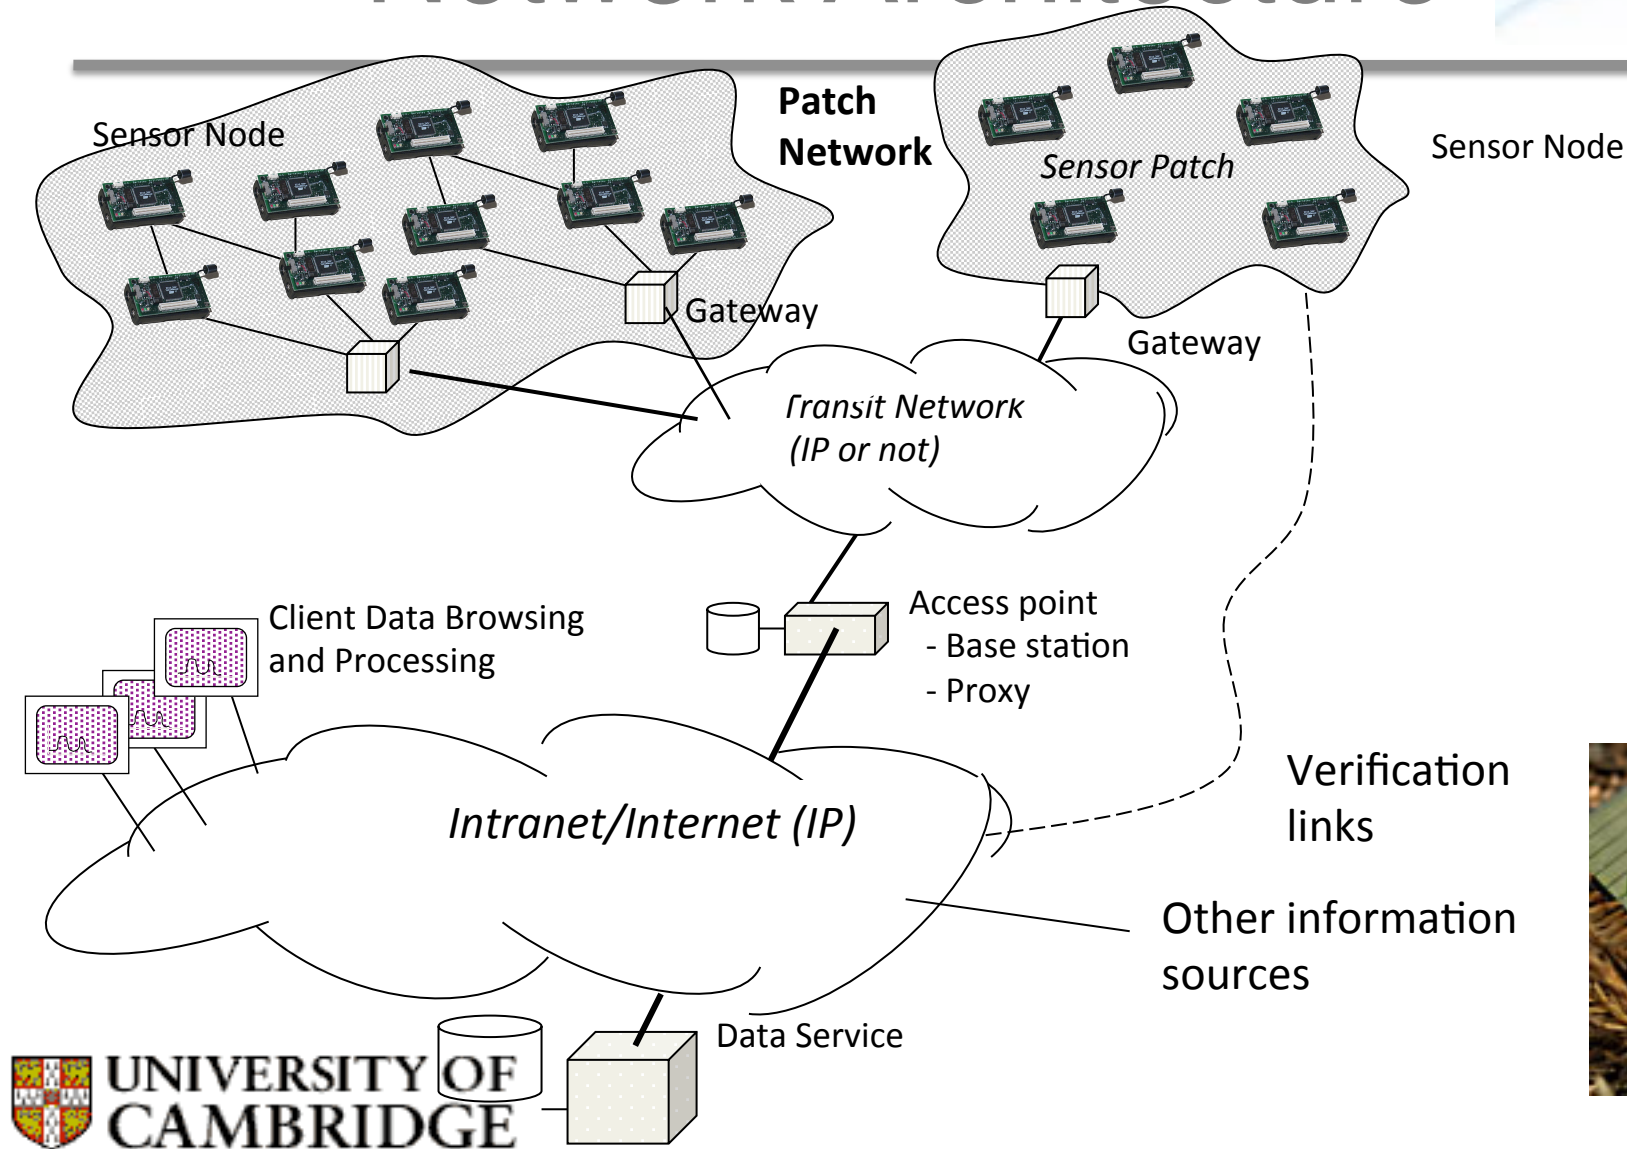 Network Architecture
Patch
Network
Sensor Node
Sensor Patch
Sensor Node
Gateway
Gateway
Transit Network
(IP or not)
Client Data Browsing
and Processing
Access point
- Base station
- Proxy
Intranet/Internet (IP)
Verification
links
Other information
sources
Data Service
UNIVERSITY OF
CAMBRIDGE